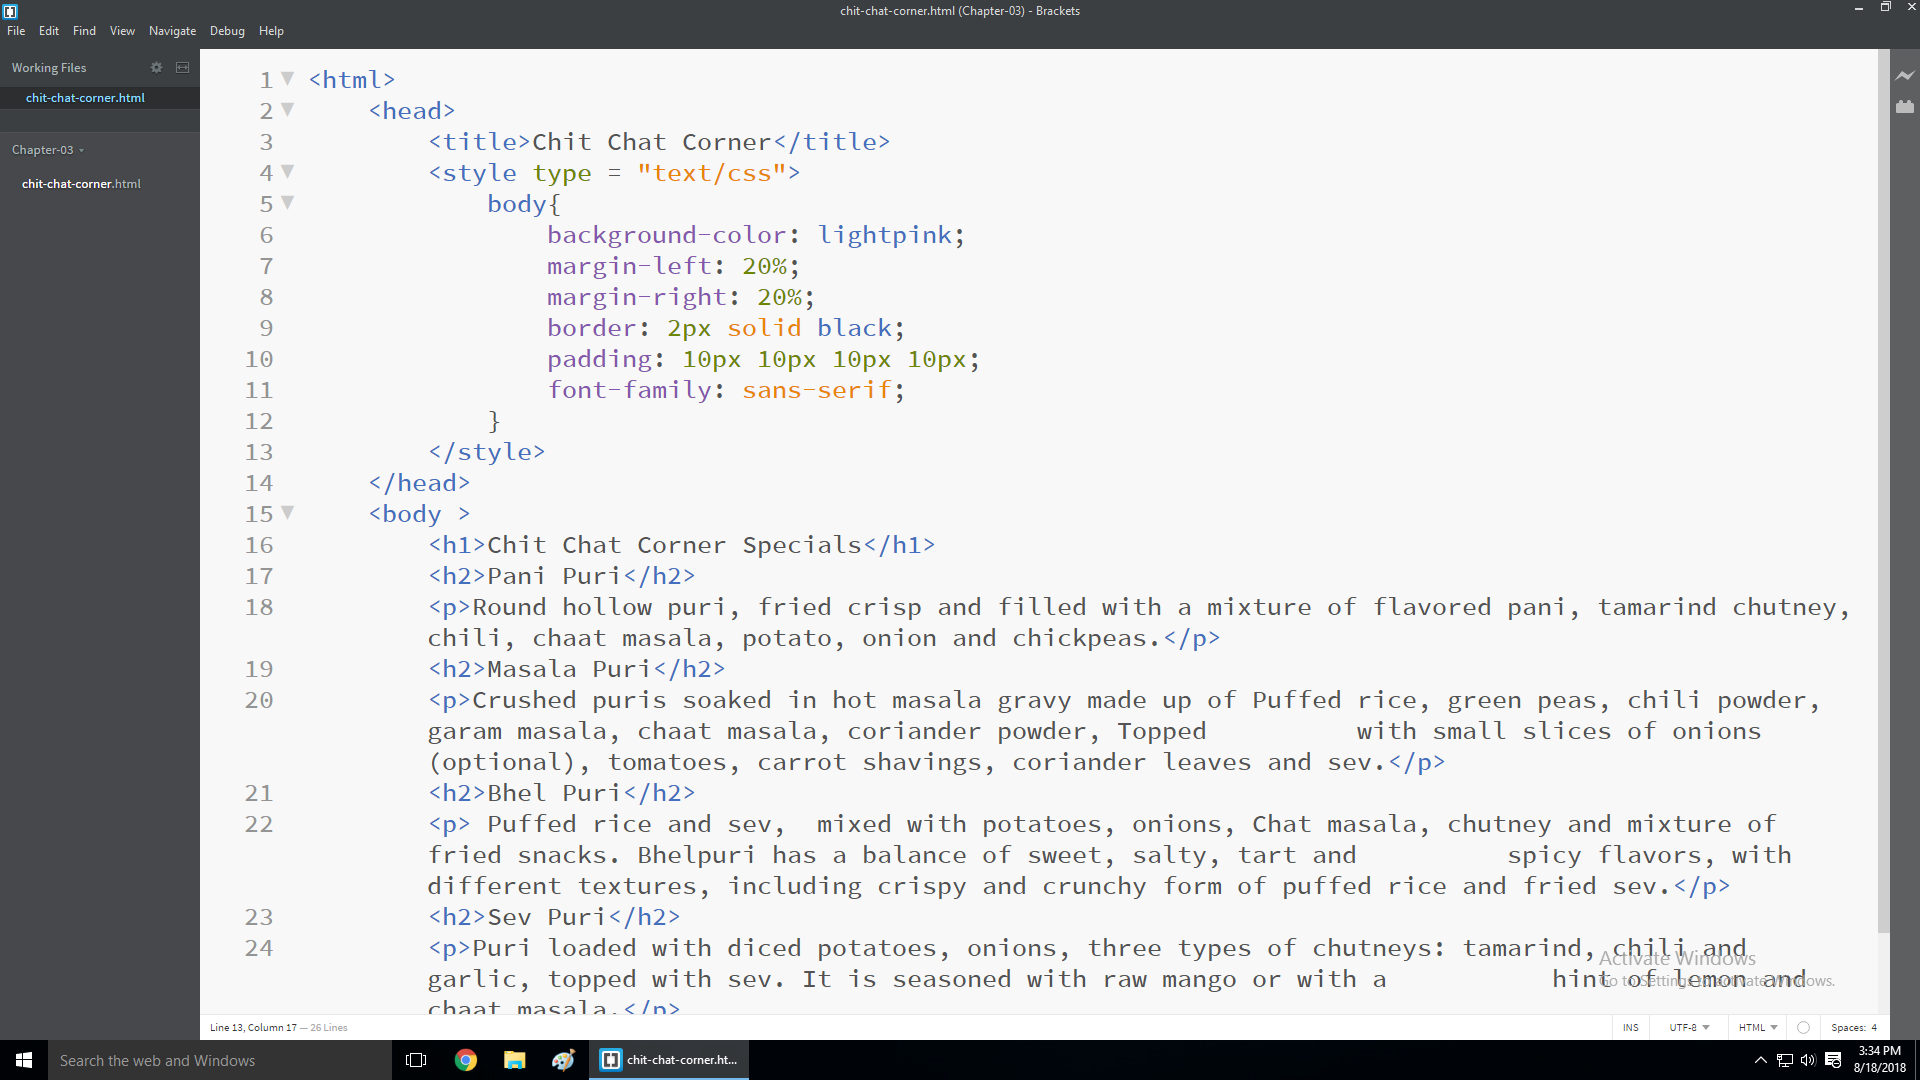 chit-chat-corner.html (Chapter-03) - Brackets
File Edit Find View Navigate Debug Help
Working Files
chit-chat-corner.html
Chapter-03
chit-chat-corner.html
1 <html>
2 <head>
3 <title>Chit Chat Corner</title>
4 <style type = "text/css">
5 body{
6 background-color: lightpink;
7 margin-left: 20%;
8 margin-right: 20%;
9 border: 2px solid black;
10 padding: 10px 10px 10px 10px;
11 font-family: sans-serif;
12 }
13 </style>
14 </head>
15 <body >
16 <h1>Chit Chat Corner Specials</h1>
17 <h2>Pani Puri</h2>
18 <p>Round hollow puri, fried crisp and filled with a mixture of flavored pani, tamarind chutney,
chili, chaat masala, potato, onion and chickpeas.</p>
19 <h2>Masala Puri</h2>
20 <p>Crushed puris soaked in hot masala gravy made up of Puffed rice, green peas, chili powder,
garam masala, chaat masala, coriander powder, Topped with small slices of onions
(optional), tomatoes, carrot shavings, coriander leaves and sev.</p>
21 <h2>Bhel Puri</h2>
22 <p> Puffed rice and sev,  mixed with potatoes, onions, Chat masala, chutney and mixture of
fried snacks. Bhelpuri has a balance of sweet, salty, tart and spicy flavors, with
different textures, including crispy and crunchy form of puffed rice and fried sev.</p>
23 <h2>Sev Puri</h2>
24 <p>Puri loaded with diced potatoes, onions, three types of chutneys: tamarind, chili and
garlic, topped with sev. It is seasoned with raw mango or with a hint of lemon and
chaat masala.</p>
Activate Windows
Go to Settings to activate Windows.
Line 13, Column 17 — 26 Lines
INS UTF-8 HTML Spaces: 4
Search the web and Windows
chit-chat-corner.ht...
3:34 PM
8/18/2018